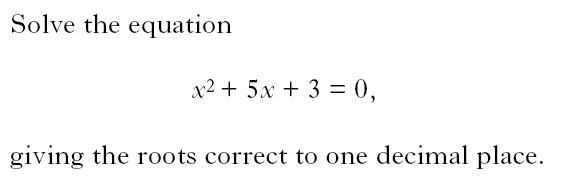 Solve the equation
x² + 5x + 3 = 0,
giving the roots correct to one decimal place.